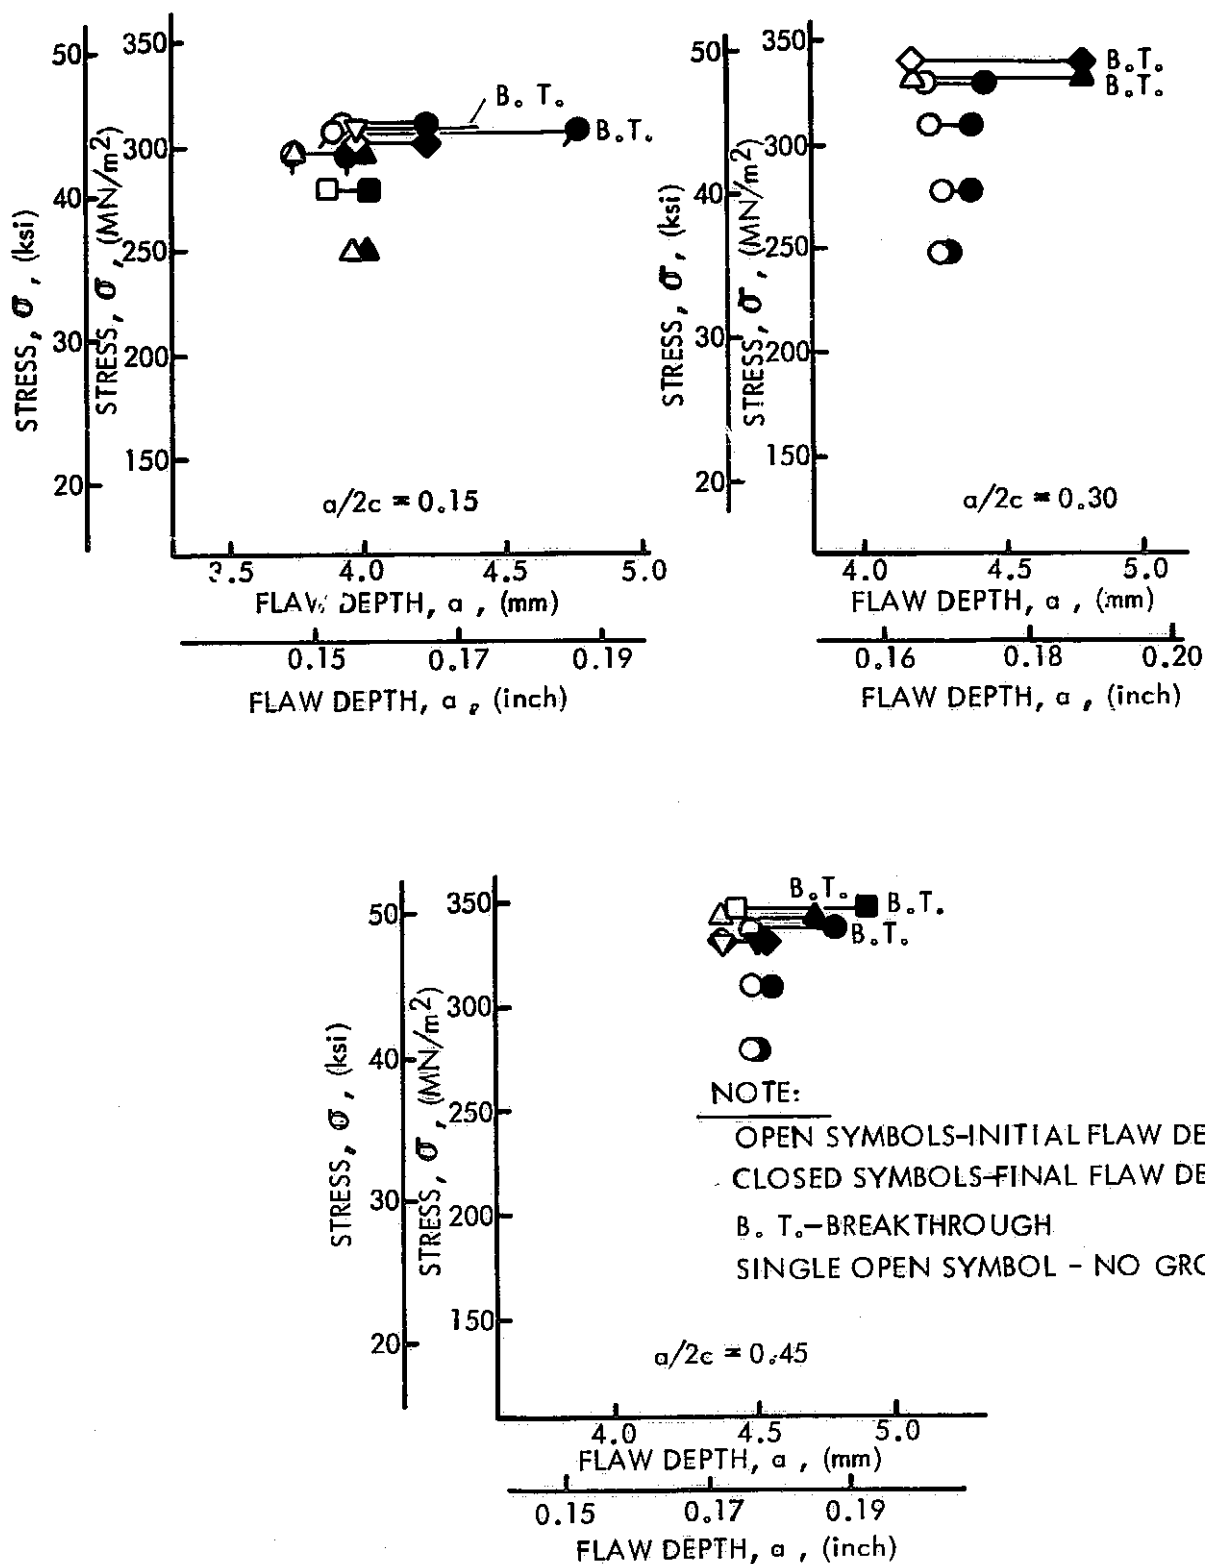 50
40
30
20
STRESS, σ, (ksi)
350
300
250
200
150
STRESS, σ, (MN/m2)
B. T.
B.T.
a/2c = 0.15
3.5 4.0 4.5 5.0
FLAW DEPTH, a, (mm)
0.15 0.17 0.19
FLAW DEPTH, a, (inch)
50
40
30
20
STRESS, σ, (ksi)
350
300
250
200
150
STRESS, σ, (MN/m2)
B.T.
B.T.
a/2c = 0.30
4.0 4.5 5.0
FLAW DEPTH, a, (mm)
0.16 0.18 0.20
FLAW DEPTH, a, (inch)
50
40
30
20
STRESS, σ, (ksi)
350
300
250
200
150
STRESS, σ, (MN/m2)
B.T.
B.T.
B.T.
NOTE:
OPEN SYMBOLS-INITIAL FLAW DE
CLOSED SYMBOLS-FINAL FLAW DE
B. T.-BREAKTHROUGH
SINGLE OPEN SYMBOL - NO GRO
a/2c = 0.45
4.0 4.5 5.0
FLAW DEPTH, a, (mm)
0.15 0.17 0.19
FLAW DEPTH, a, (inch)